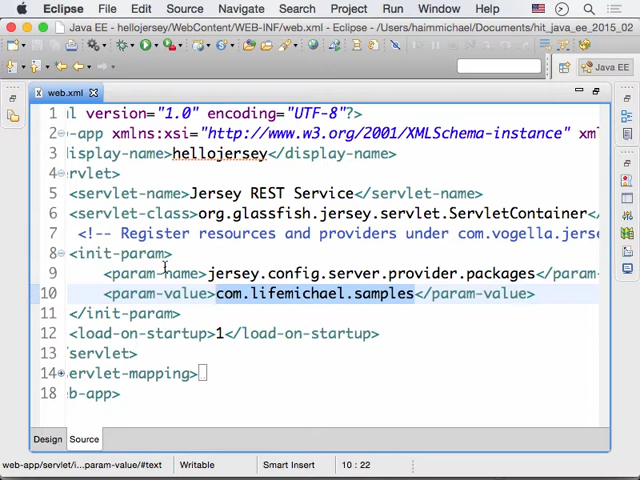 Eclipse File Edit Navigate Search Project Run Window
Java EE - hellojersey/WebContent/WEB-INF/web.xml - Eclipse - /Users/haimmichael/Documents/hit_java_ee_2015_02
Java EE
web.xml
1 ul version="1.0" encoding="UTF-8"?>
2 -app xmlns:xsi="http://www.w3.org/2001/XMLSchema-instance" xml
3 display-name>hellojersey</display-name>
4 ervlet>
5 <servlet-name>Jersey REST Service</servlet-name>
6 <servlet-class>org.glassfish.jersey.servlet.ServletContainer</
7 <!-- Register resources and providers under com.vogella.jerse
8 <init-param>
9 <param-name>jersey.config.server.provider.packages</param-
10 <param-value>com.lifemichael.samples</param-value>
11 </init-param>
12 <load-on-startup>1</load-on-startup>
13 /servlet>
14 ervlet-mapping>
18 b-app>
Design Source
web-app/servlet/i...param-value/#text Writable Smart Insert 10 : 22